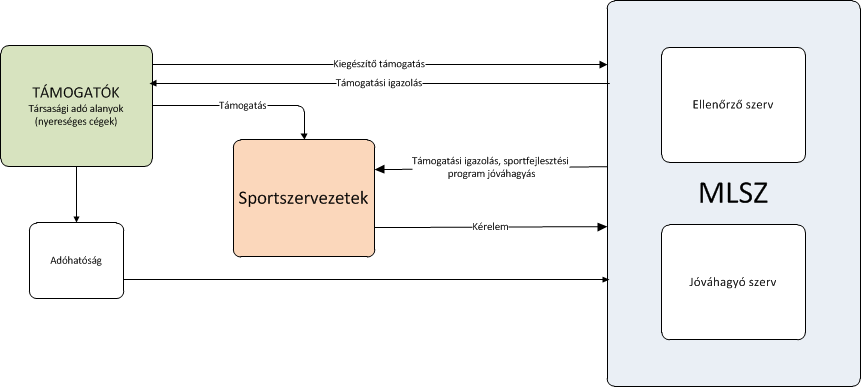 Kiegészítő támogatás
Támogatási igazolás
TÁMOGATÓK
Társasági adó alanyok
(nyereséges cégek)
Támogatás
Ellenőrző szerv
Támogatási igazolás, sportfejlesztési
program jóváhagyás
Sportszervezetek
MLSZ
Kérelem
Adóhatóság
Jóváhagyó szerv